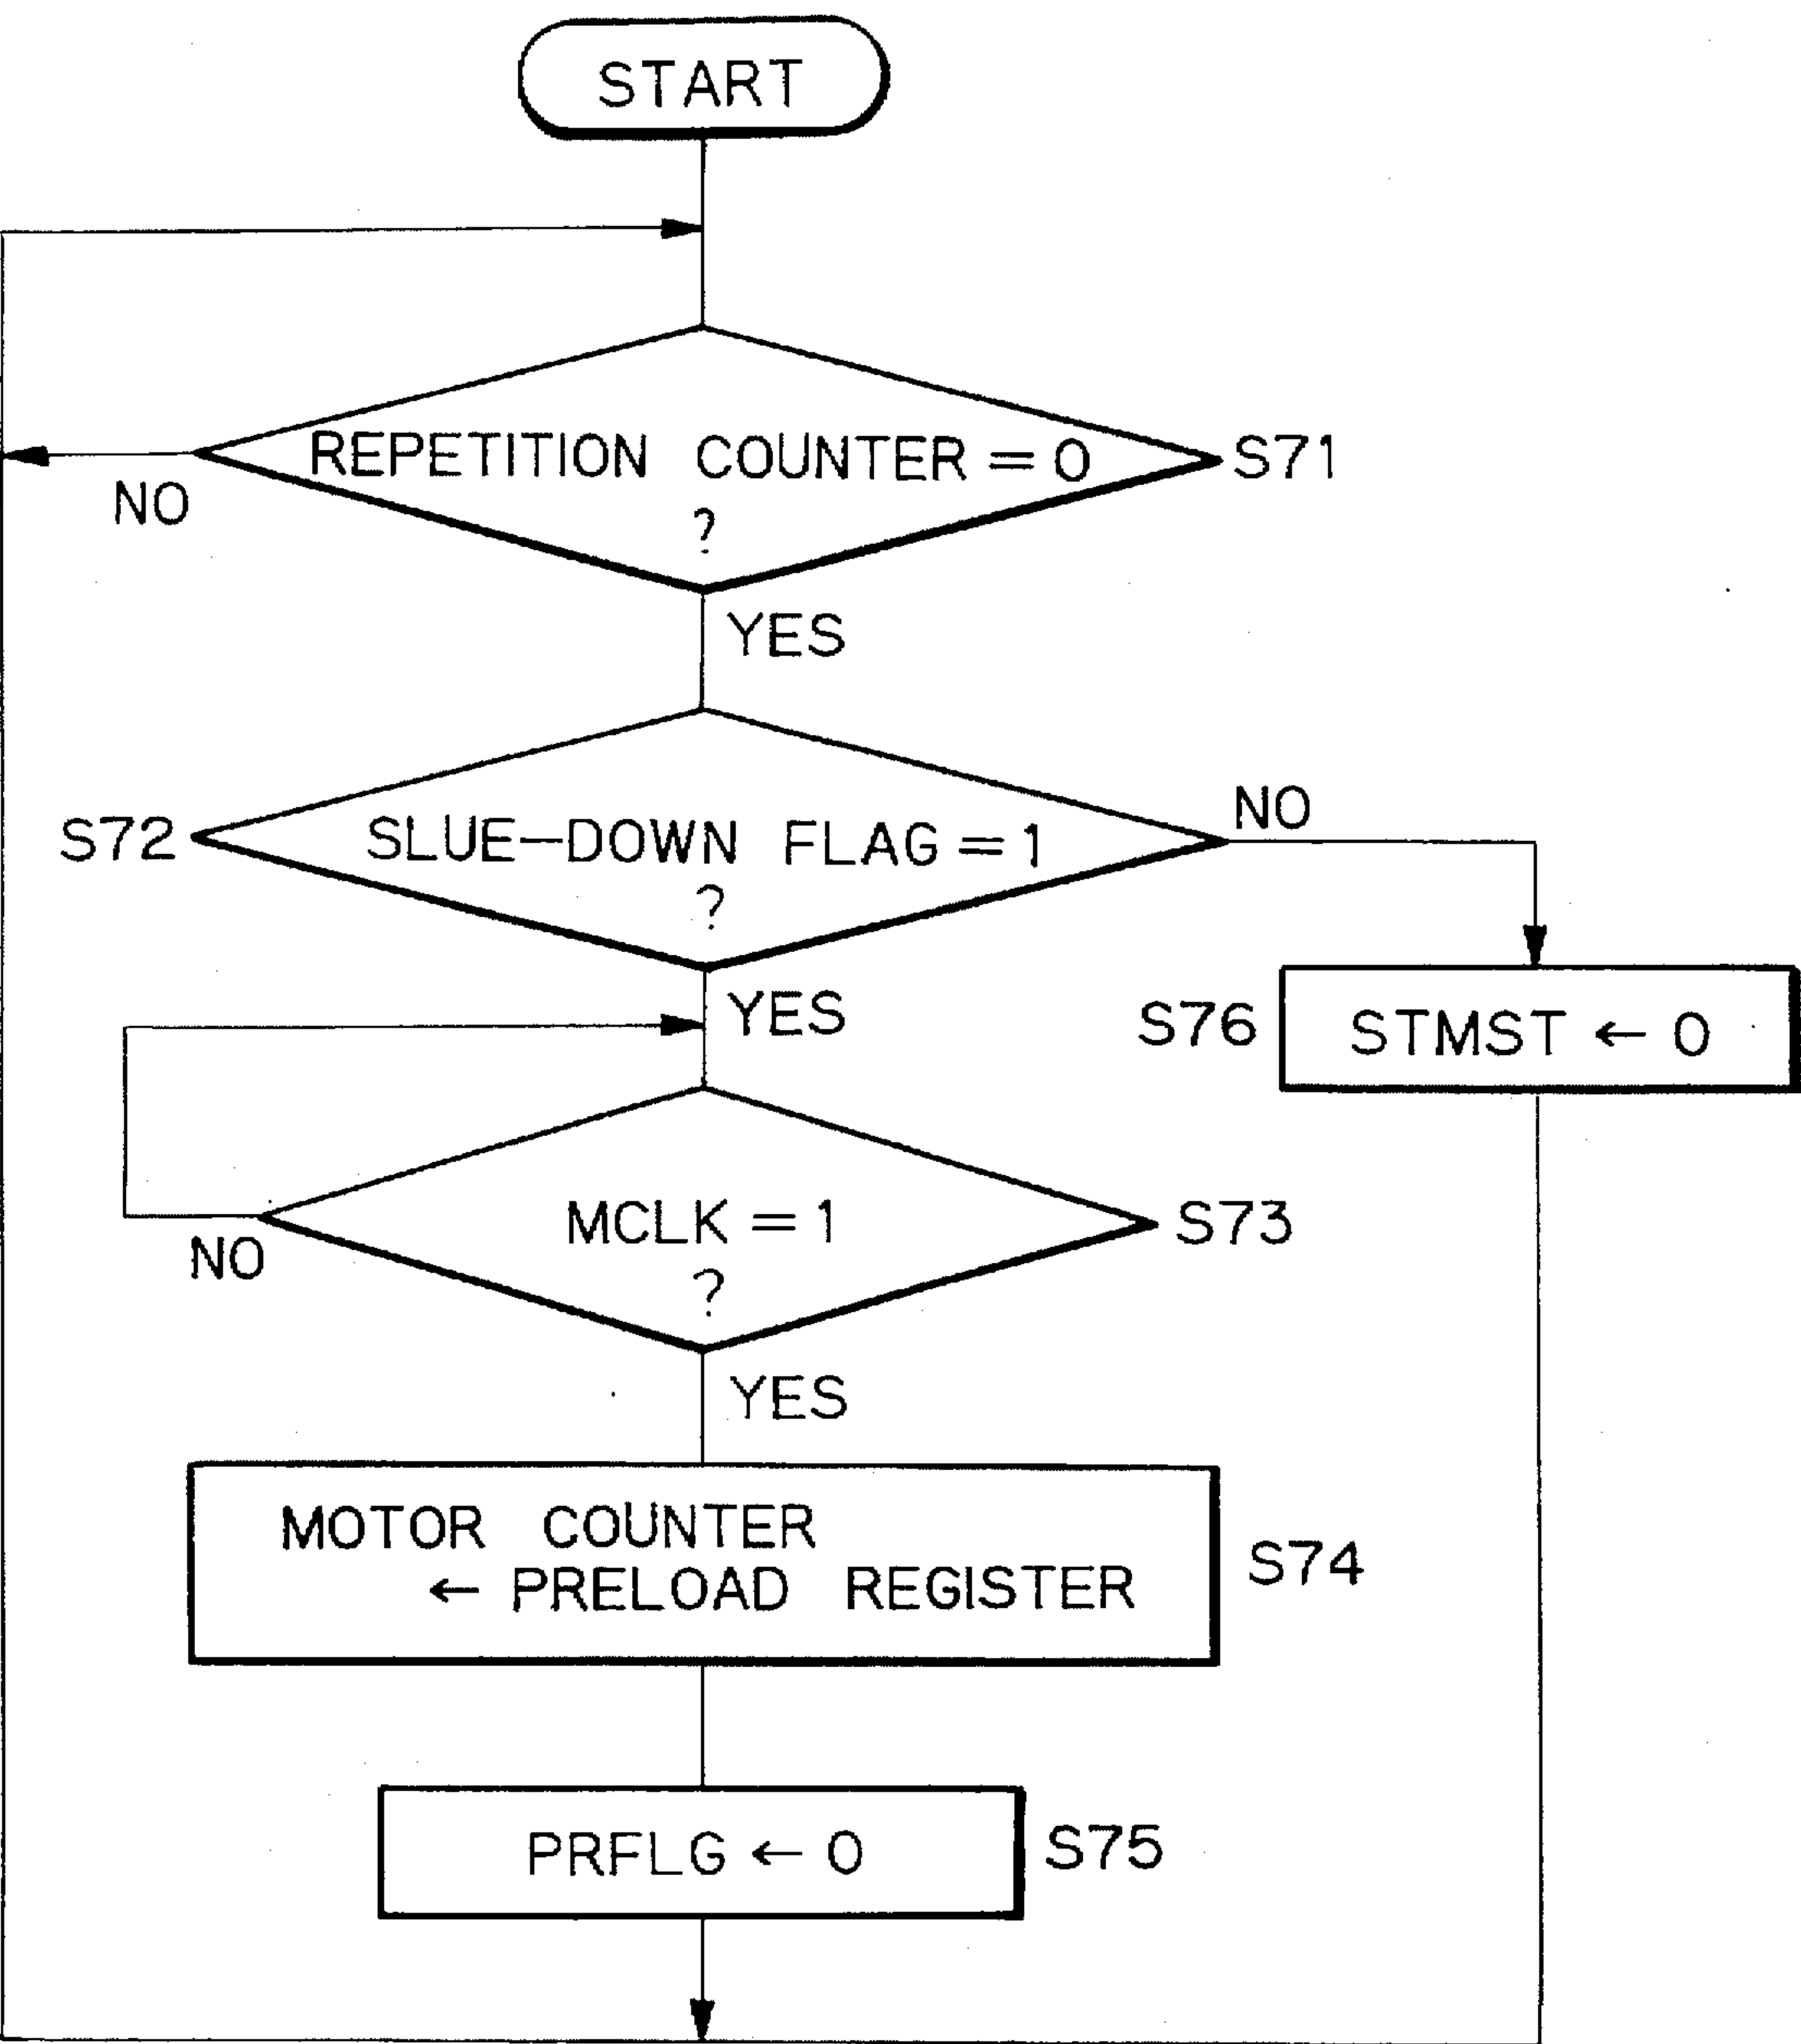 START
REPETITION COUNTER = 0
?
S71
NO
YES
S72
SLUE-DOWN FLAG = 1
?
NO
YES
S76
STMST ← 0
MCLK = 1
?
S73
NO
YES
MOTOR COUNTER
← PRELOAD REGISTER
S74
PRFLG ← 0
S75